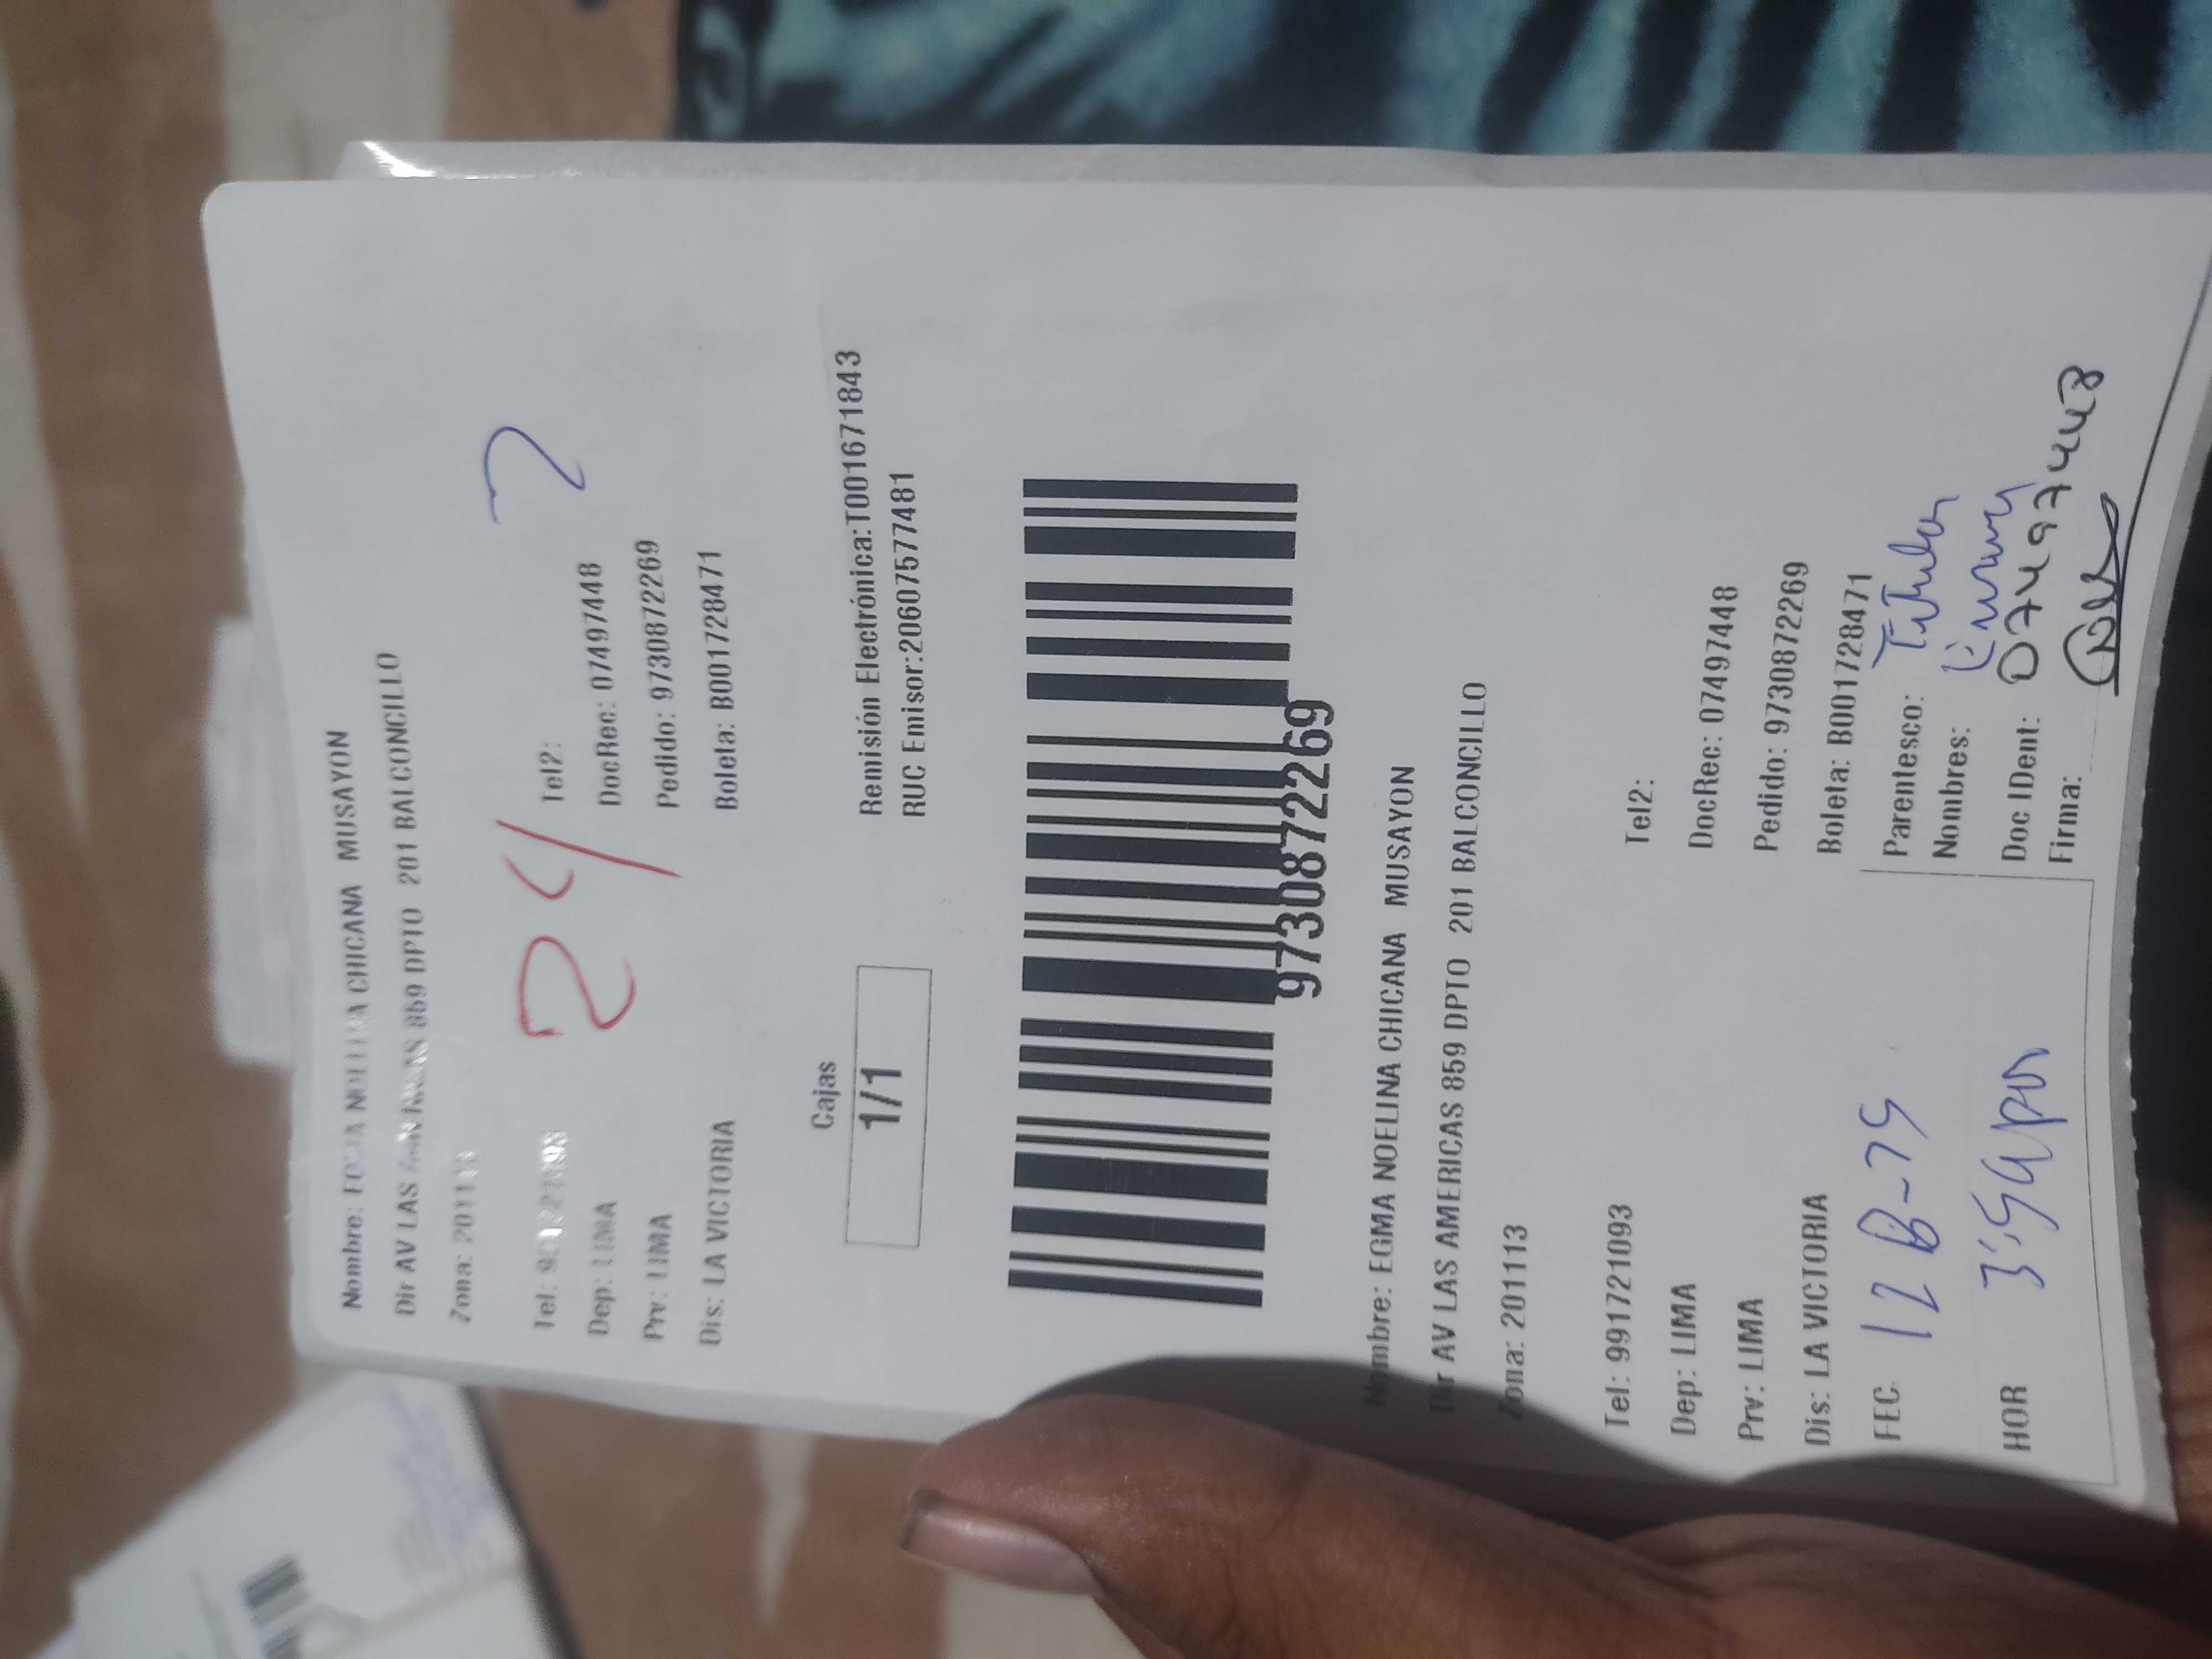 Nombre: EGMA NOELINA CHICANA MUSAYON
Dir AV LAS AMERICAS 859 DPTO 201 BALCONCILLO
Zona: 201113
24 2
Tel: 991721093 Tel2:
Dep: LIMA DocRec: 07497448
Prv: LIMA Pedido: 9730872269
Dis: LA VICTORIA Boleta: B001728471
Cajas
1/1
Remisión Electrónica:T001671843
RUC Emisor:20607577481
9730872269
Nombre: EGMA NOELINA CHICANA MUSAYON
Dir AV LAS AMERICAS 859 DPTO 201 BALCONCILLO
Zona: 201113
Tel: 991721093 Tel2:
Dep: LIMA DocRec: 07497448
Prv: LIMA Pedido: 9730872269
Dis: LA VICTORIA Boleta: B001728471
FEC Parentesco: Titular
Nombres:
HOR Doc IDent: 07497448
Firma: